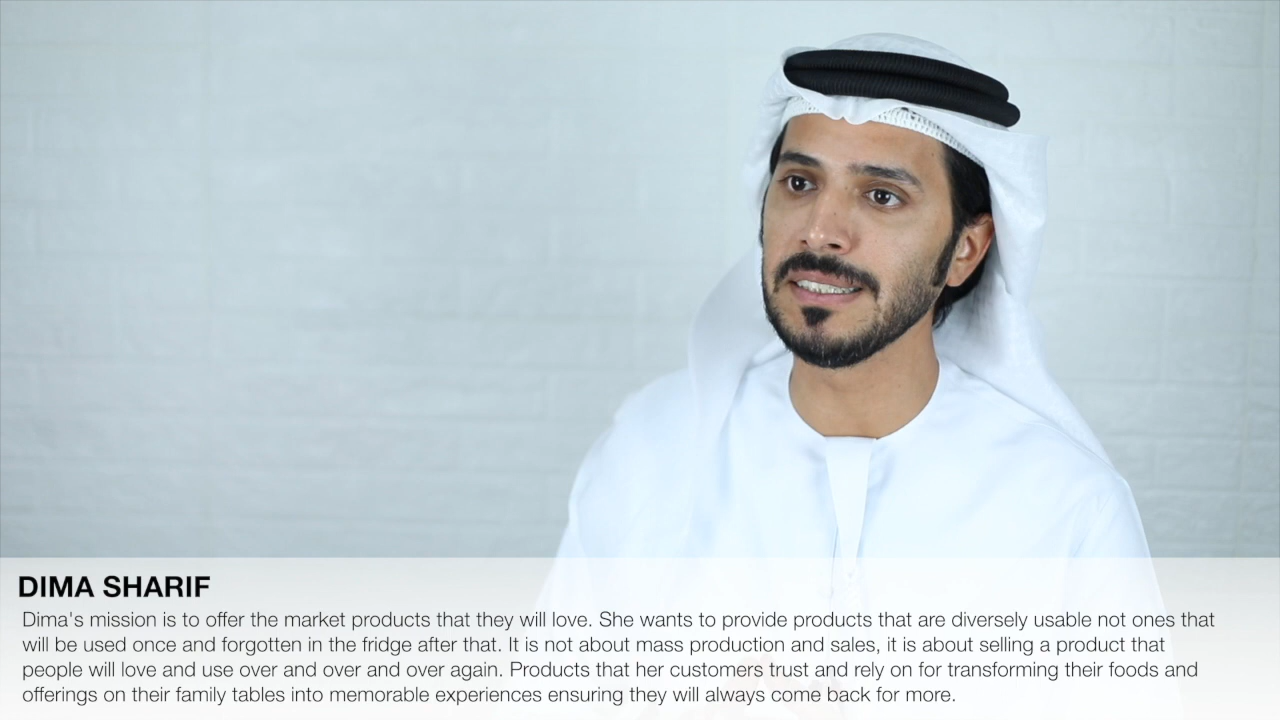 DIMA SHARIF
Dima's mission is to offer the market products that they will love. She wants to provide products that are diversely usable not ones that
will be used once and forgotten in the fridge after that. It is not about mass production and sales, it is about selling a product that
people will love and use over and over and over again. Products that her customers trust and rely on for transforming their foods and
offerings on their family tables into memorable experiences ensuring they will always come back for more.